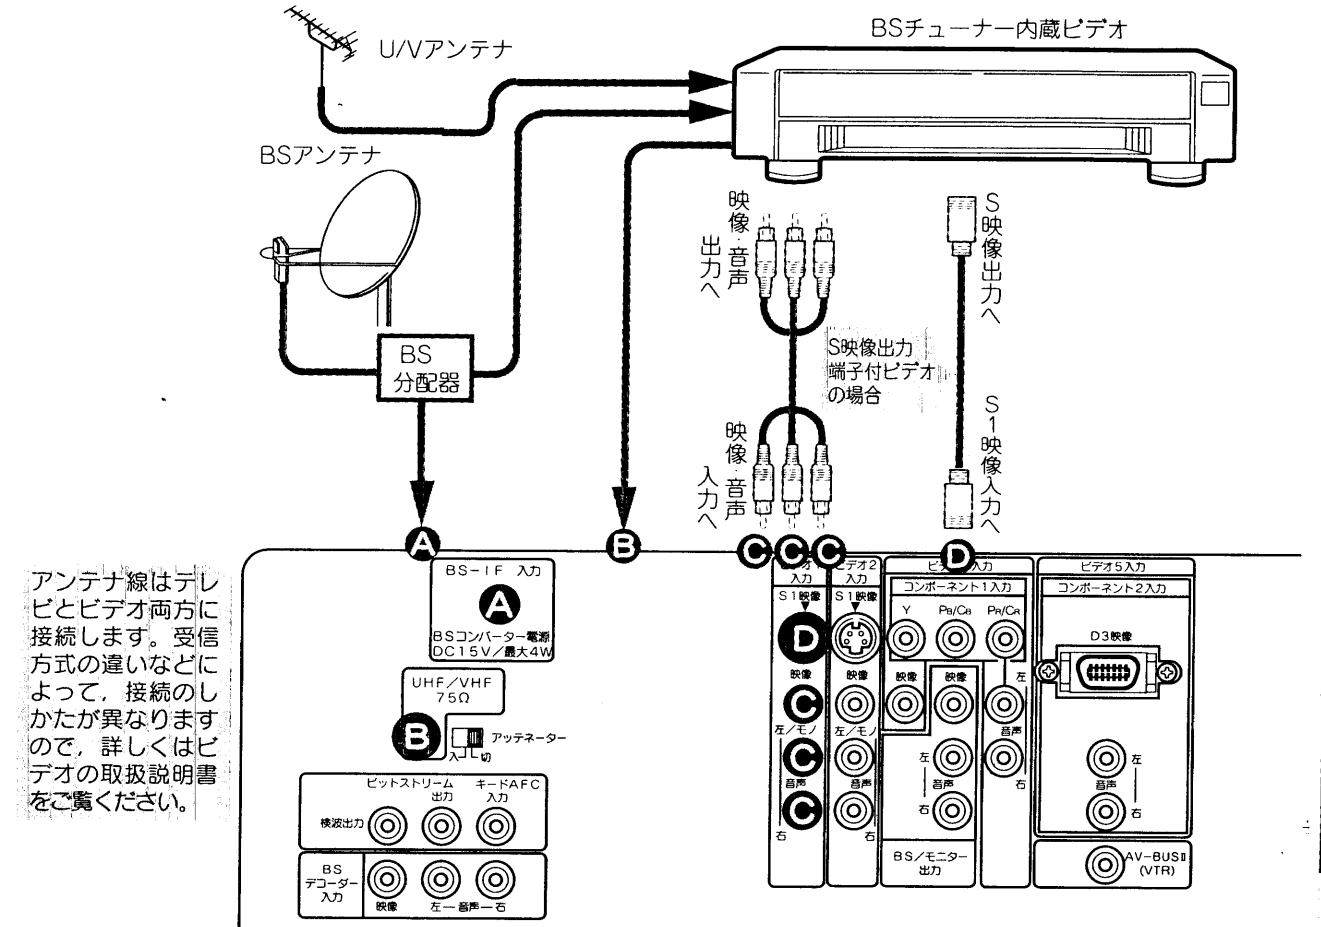 U/Vアンテナ
BSチューナー内蔵ビデオ
BSアンテナ
BS
分配器
映像・音声
出力へ
S映像出力へ
S映像出力
端子付ビデオ
の場合
映像・音声
入力へ
S1映像入力へ
A
B
C C C
D
アンテナ線はテレ
ビとビデオ両方に
接続します。受信
方式の違いなどに
よって，接続のし
かたが異なります
ので，詳しくはビ
デオの取扱説明書
をご覧ください。
BS-IF 入力
A
BSコンバーター電源
DC15V/最大4W
UHF/VHF
75Ω
B
アッテネーター
入 切
ビットストリーム
出力
キードAFC
入力
検波出力
BS
デコーダー
入力
映像
左─音声─右
入力
S1映像
D
映像
C
左/モノ
C
音声
C
右
ビデオ2
入力
S1映像
映像
左/モノ
音声
右
入力
コンポーネント1入力
Y
PB/CB
PR/CR
映像
映像
左
音声
右
左
音声
右
BS/モニター
出力
ビデオ5入力
コンポーネント2入力
D3映像
左
音声
右
AV-BUSⅡ
(VTR)